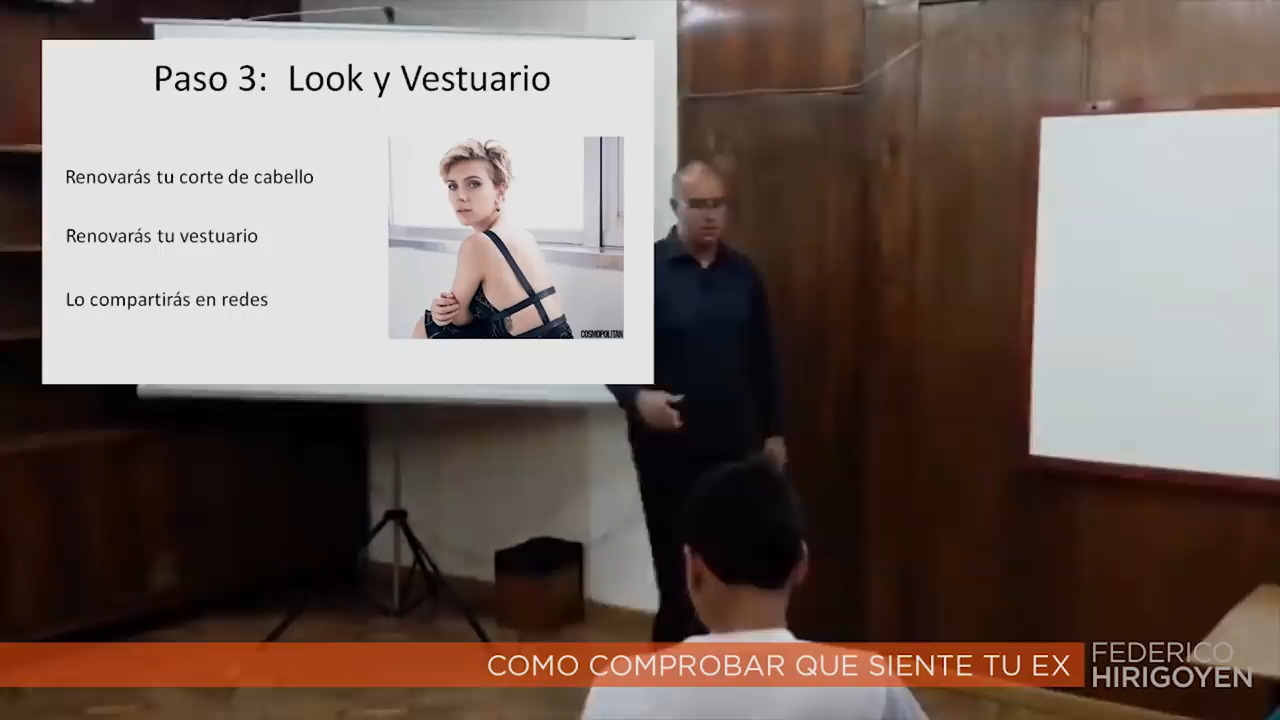 Paso 3: Look y Vestuario
Renovarás tu corte de cabello
Renovarás tu vestuario
Lo compartirás en redes
COSMOPOLITAN
COMO COMPROBAR QUE SIENTE TU EX
FEDERICO
HIRIGOYEN